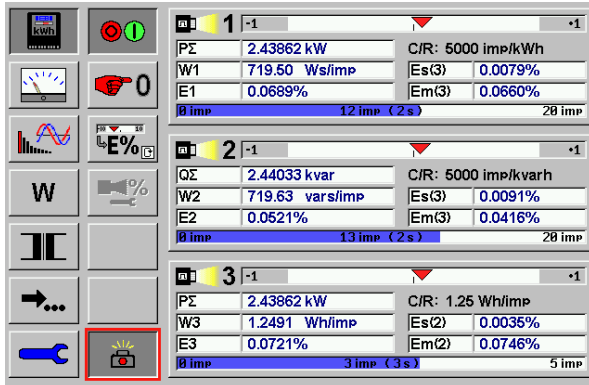 kWh
0
E%
%
W
1 -1 +1
PΣ 2.43862 kW C/R: 5000 imp/kWh
W1 719.50 Ws/imp Es(3) 0.0079%
E1 0.0689% Em(3) 0.0660%
0 imp 12 imp (2s) 20 imp
2 -1 +1
QΣ 2.44033 kvar C/R: 5000 imp/kvarh
W2 719.63 vars/imp Es(3) 0.0091%
E2 0.0521% Em(3) 0.0416%
0 imp 13 imp (2s) 20 imp
3 -1 +1
PΣ 2.43862 kW C/R: 1.25 Wh/imp
W3 1.2491 Wh/imp Es(2) 0.0035%
E3 0.0721% Em(2) 0.0746%
0 imp 3 imp (3s) 5 imp